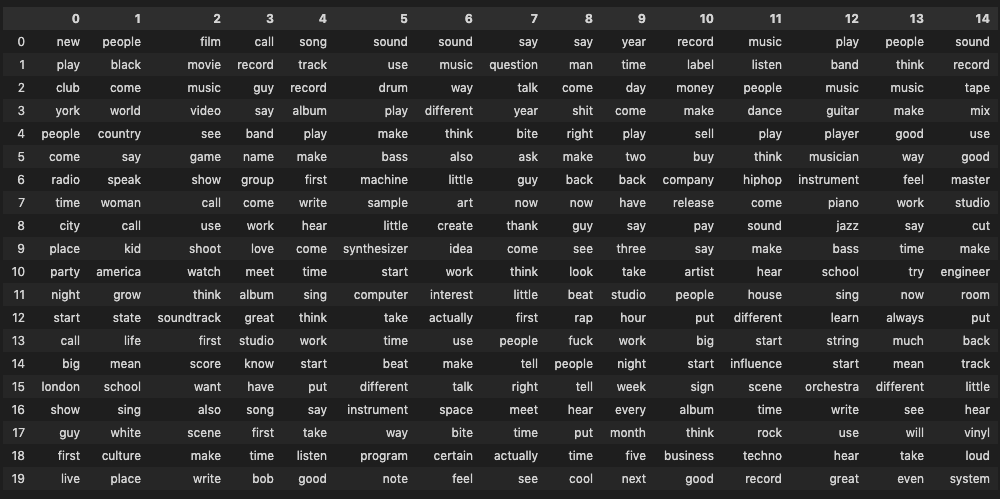 0 1 2 3 4 5 6 7 8 9 10 11 12 13 14
0 new people film call song sound sound say say year record music play people sound
1 play black movie record track use music question man time label listen band think record
2 club come music guy record drum way talk come day money people music music tape
3 york world video say album play different year shit come make dance guitar make mix
4 people country see band play make think bite right play sell play player good use
5 come say game name make bass also ask make two buy think musician way good
6 radio speak show group first machine little guy back back company hiphop instrument feel master
7 time woman call come write sample art now now have release come piano work studio
8 city call use work hear little create thank guy say pay sound jazz say cut
9 place kid shoot love come synthesizer idea come see three say make bass time make
10 party america watch meet time start work think look take artist hear school try engineer
11 night grow think album sing computer interest little beat studio people house sing now room
12 start state soundtrack great think take actually first rap hour put different learn always put
13 call life first studio work time use people fuck work big start string much back
14 big mean score know start beat make tell people night start influence start mean track
15 london school want have put different talk right tell week sign scene orchestra different little
16 show sing also song say instrument space meet hear every album time write see hear
17 guy white scene first take way bite time put month think rock use will vinyl
18 first culture make time listen program certain actually time five business techno hear take loud
19 live place write bob good note feel see cool next good record great even system